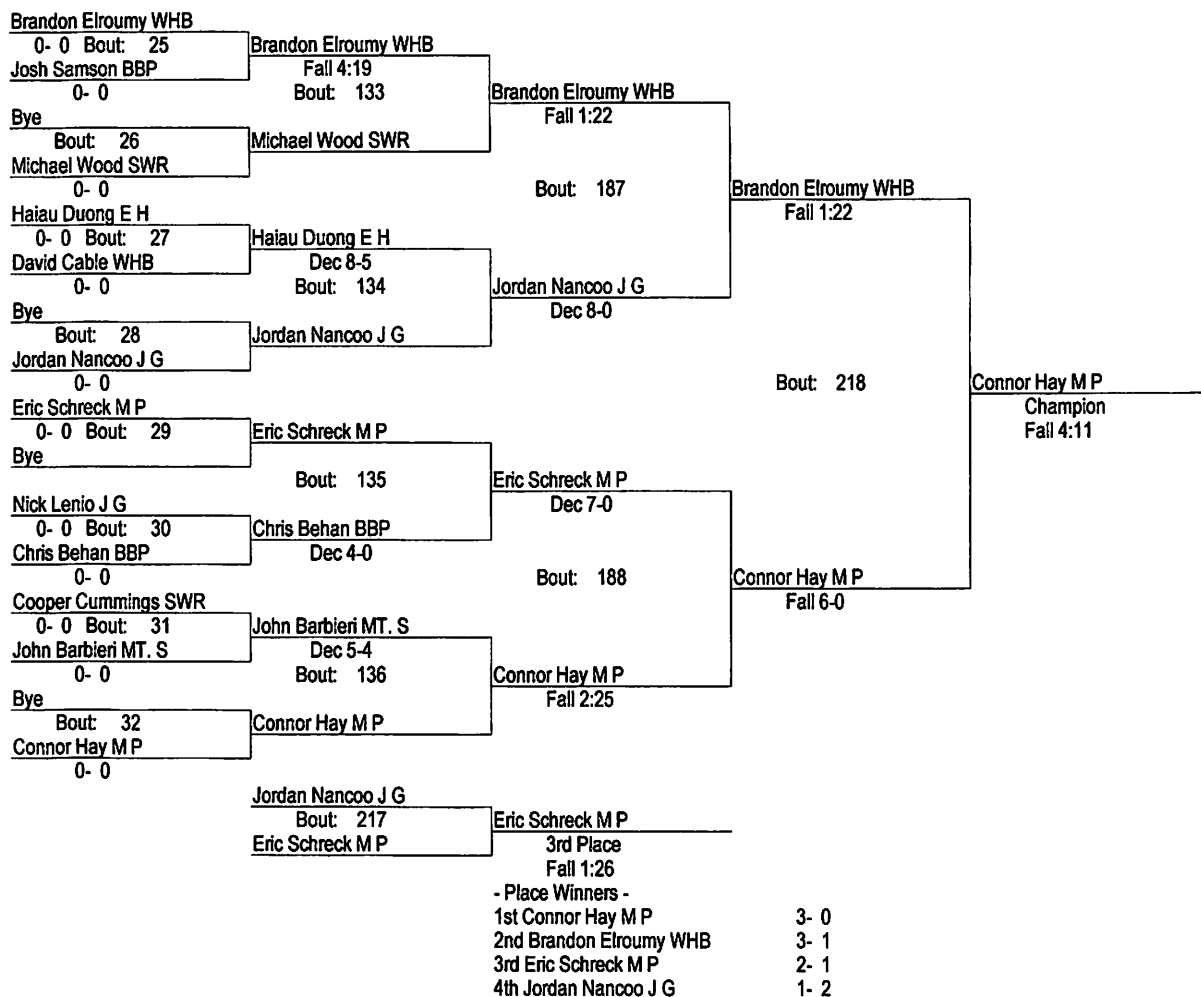 Brandon Elroumy WHB
0- 0 Bout: 25
Josh Samson BBP
0- 0
Bye
Bout: 26
Michael Wood SWR
0- 0
Haiau Duong E H
0- 0 Bout: 27
David Cable WHB
0- 0
Bye
Bout: 28
Jordan Nancoo J G
0- 0
Eric Schreck M P
0- 0 Bout: 29
Bye
Nick Lenio J G
0- 0 Bout: 30
Chris Behan BBP
0- 0
Cooper Cummings SWR
0- 0 Bout: 31
John Barbieri MT. S
0- 0
Bye
Bout: 32
Connor Hay M P
0- 0
Brandon Elroumy WHB
Fall 4:19
Bout: 133
Michael Wood SWR
Haiau Duong E H
Dec 8-5
Bout: 134
Jordan Nancoo J G
Eric Schreck M P
Bout: 135
Chris Behan BBP
Dec 4-0
John Barbieri MT. S
Dec 5-4
Bout: 136
Connor Hay M P
Brandon Elroumy WHB
Fall 1:22
Bout: 187
Jordan Nancoo J G
Dec 8-0
Eric Schreck M P
Dec 7-0
Bout: 188
Connor Hay M P
Fall 2:25
Brandon Elroumy WHB
Fall 1:22
Bout: 218
Connor Hay M P
Fall 6-0
Connor Hay M P
Champion
Fall 4:11
Jordan Nancoo J G
Bout: 217
Eric Schreck M P
Eric Schreck M P
3rd Place
Fall 1:26
- Place Winners -
1st Connor Hay M P 3- 0
2nd Brandon Elroumy WHB 3- 1
3rd Eric Schreck M P 2- 1
4th Jordan Nancoo J G 1- 2